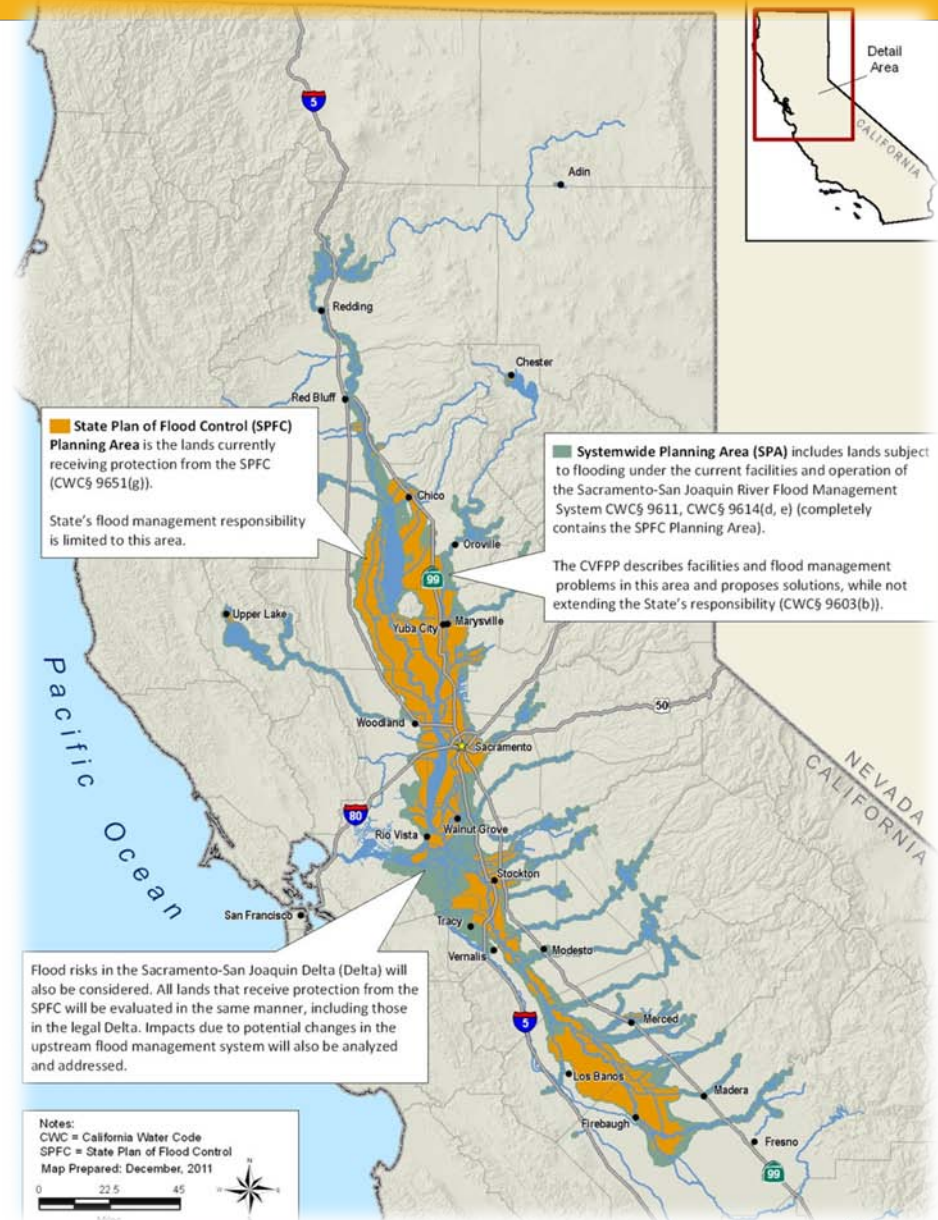 Detail
Area
CALIFORNIA
5
Adin
Redding
Chester
Red Bluff
State Plan of Flood Control (SPFC)
Planning Area is the lands currently
receiving protection from the SPFC
(CWC§ 9651(g)).
State's flood management responsibility
is limited to this area.
Systemwide Planning Area (SPA) includes lands subject
to flooding under the current facilities and operation of
the Sacramento-San Joaquin River Flood Management
System CWC§ 9611, CWC§ 9614(d, e) (completely
contains the SPFC Planning Area).
The CVFPP describes facilities and flood management
problems in this area and proposes solutions, while not
extending the State's responsibility (CWC§ 9603(b)).
Chico
Oroville
99
Upper Lake
Yuba City
Marysville
Pacific Ocean
50
Woodland
Sacramento
NEVADA
CALIFORNIA
80
Rio Vista
Walnut Grove
Stockton
San Francisco
Tracy
Vernalis
Modesto
Flood risks in the Sacramento-San Joaquin Delta (Delta) will
also be considered. All lands that receive protection from the
SPFC will be evaluated in the same manner, including those
in the legal Delta. Impacts due to potential changes in the
upstream flood management system will also be analyzed
and addressed.
5
Merced
Los Banos
Madera
Firebaugh
Fresno
99
Notes:
CWC = California Water Code
SPFC = State Plan of Flood Control
Map Prepared: December, 2011
N
0 22.5 45
Miles